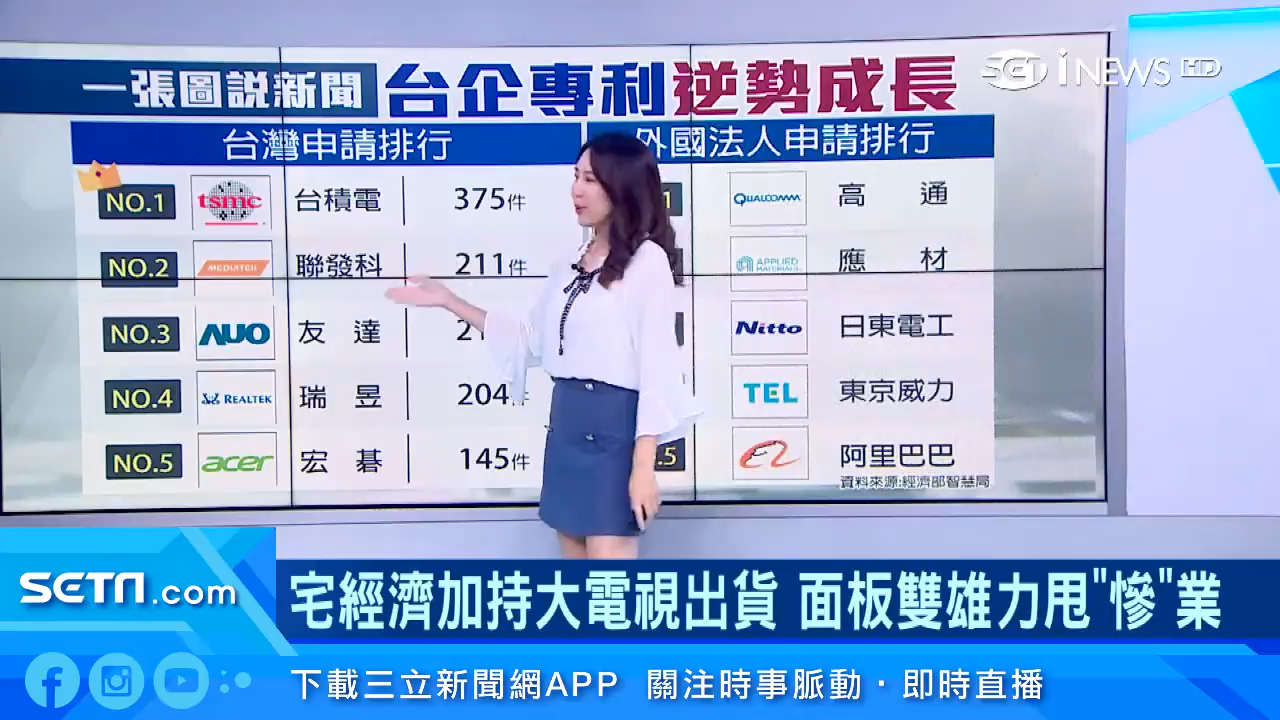 一張圖說新聞 台企專利逆勢成長
SET iNEWS HD
台灣申請排行
外國法人申請排行
NO.1 tsmc 台積電 375件
NO.2 MEDIATEK 聯發科 211件
NO.3 AUO 友達
NO.4 REALTEK 瑞昱 204件
NO.5 acer 宏碁 145件
1 QUALCOMM 高通
APPLIED MATERIALS 應材
Nitto 日東電工
TEL 東京威力
.5 阿里巴巴
資料來源:經濟部智慧局
SETN.com
宅經濟加持大電視出貨 面板雙雄力甩"慘"業
下載三立新聞網APP 關注時事脈動·即時直播